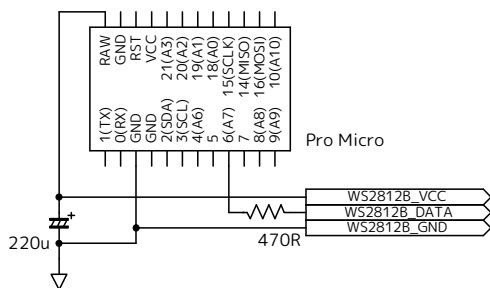 RAW
GND
RST
VCC
21(A3)
20(A2)
19(A1)
18(A0)
15(SCLK)
14(MISO)
16(MOSI)
10(A10)
1(TX)
0(RX)
GND
GND
2(SDA)
3(SCL)
4(A6)
5
6(A7)
7
8(A8)
9(A9)
Pro Micro
WS2812B_VCC
WS2812B_DATA
WS2812B_GND
+
220u
470R